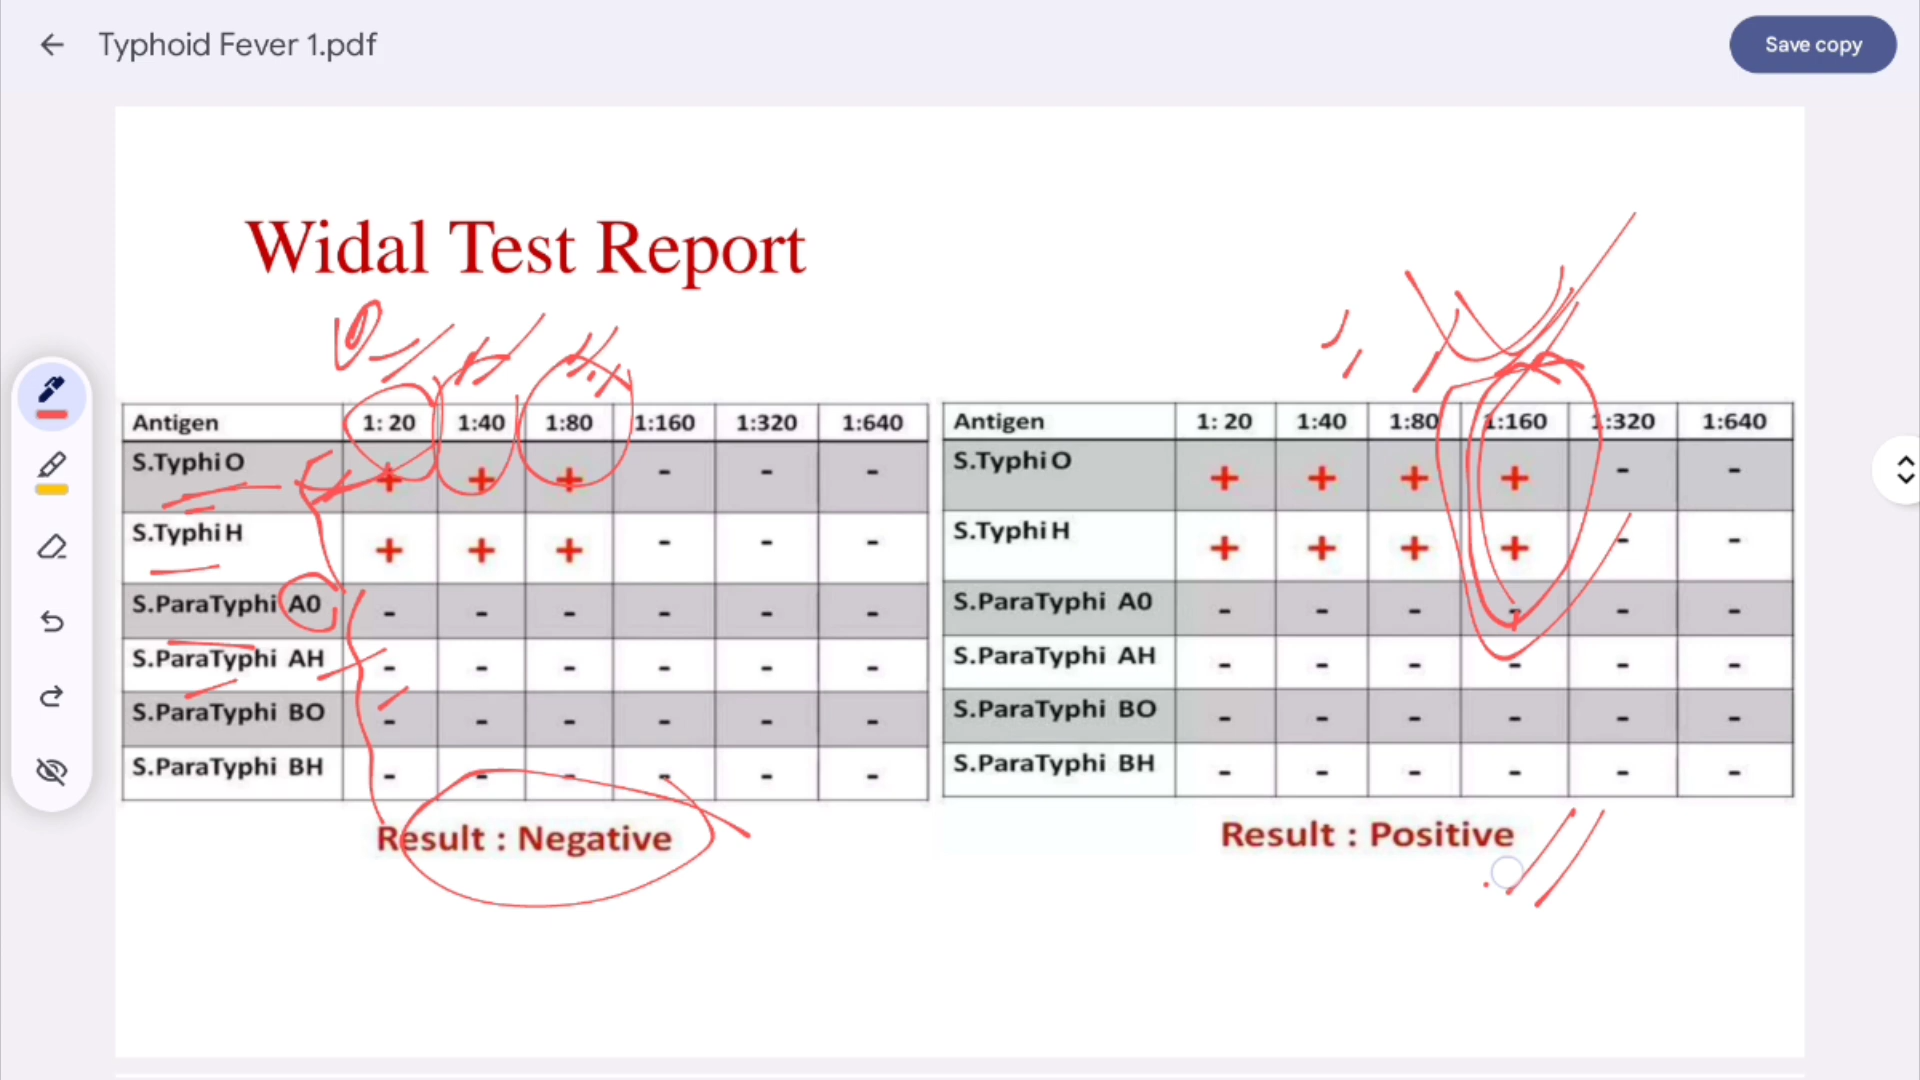 Typhoid Fever 1.pdf
Save copy
Widal Test Report
Antigen 1: 20 1:40 1:80 1:160 1:320 1:640
S.Typhi O + + + - - -
S.Typhi H + + + - - -
S.ParaTyphi A0 - - - - - -
S.ParaTyphi AH - - - - - -
S.ParaTyphi BO - - - - - -
S.ParaTyphi BH - - - - - -
Result : Negative
Antigen 1: 20 1:40 1:80 1:160 1:320 1:640
S.Typhi O + + + + - -
S.Typhi H + + + + - -
S.ParaTyphi A0 - - - - - -
S.ParaTyphi AH - - - - - -
S.ParaTyphi BO - - - - - -
S.ParaTyphi BH - - - - - -
Result : Positive